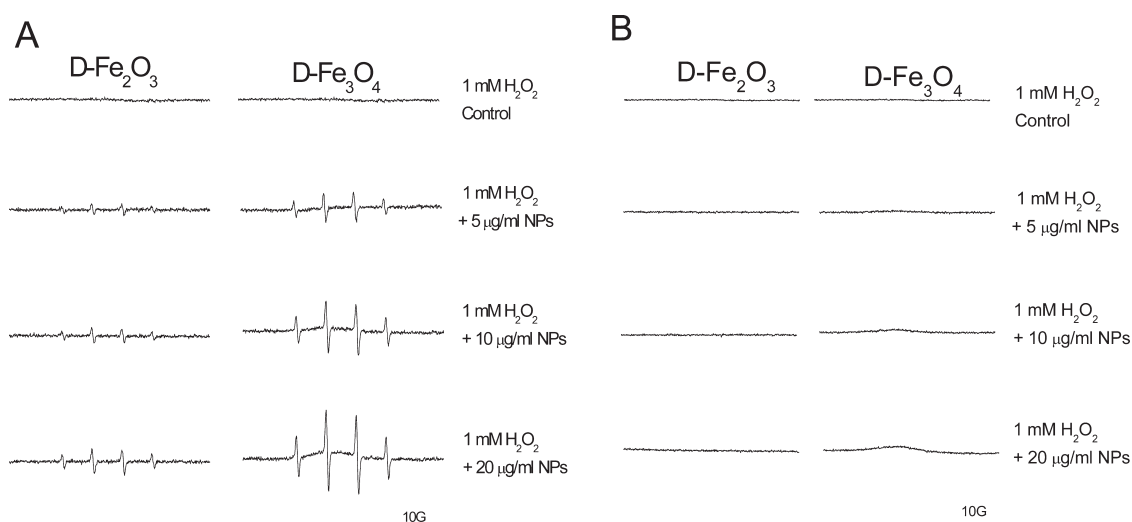 A
D-Fe₂O₃
D-Fe₃O₄
1 mM H₂O₂
Control
1 mM H₂O₂
+ 5 μg/ml NPs
1 mM H₂O₂
+ 10 μg/ml NPs
1 mM H₂O₂
+ 20 μg/ml NPs
10G
B
D-Fe₂O₃
D-Fe₃O₄
1 mM H₂O₂
Control
1 mM H₂O₂
+ 5 μg/ml NPs
1 mM H₂O₂
+ 10 μg/ml NPs
1 mM H₂O₂
+ 20 μg/ml NPs
10G